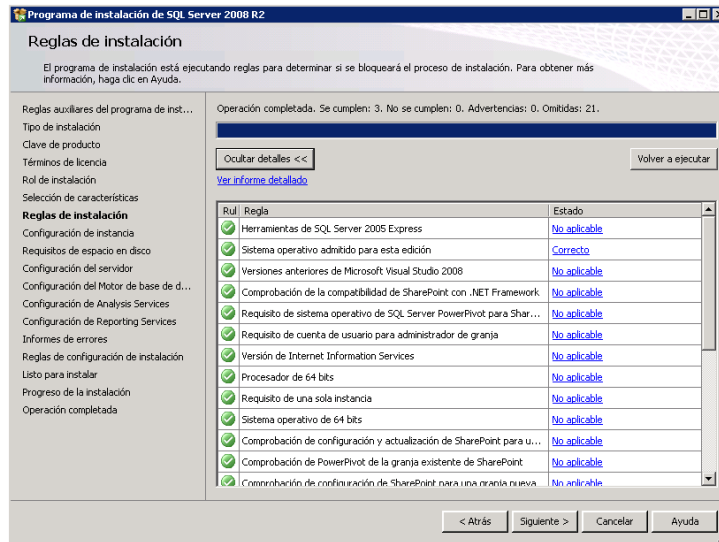 Programa de instalación de SQL Server 2008 R2
Reglas de instalación
El programa de instalación está ejecutando reglas para determinar si se bloqueará el proceso de instalación. Para obtener más
información, haga clic en Ayuda.
Reglas auxiliares del programa de inst...
Tipo de instalación
Clave de producto
Términos de licencia
Rol de instalación
Selección de características
Reglas de instalación
Configuración de instancia
Requisitos de espacio en disco
Configuración del servidor
Configuración del Motor de base de d...
Configuración de Analysis Services
Configuración de Reporting Services
Informes de errores
Reglas de configuración de instalación
Listo para instalar
Progreso de la instalación
Operación completada
Operación completada. Se cumplen: 3. No se cumplen: 0. Advertencias: 0. Omitidas: 21.
Ocultar detalles << Volver a ejecutar
Ver informe detallado
Rul Regla Estado
Herramientas de SQL Server 2005 Express No aplicable
Sistema operativo admitido para esta edición Correcto
Versiones anteriores de Microsoft Visual Studio 2008 No aplicable
Comprobación de la compatibilidad de SharePoint con .NET Framework No aplicable
Requisito de sistema operativo de SQL Server PowerPivot para Shar... No aplicable
Requisito de cuenta de usuario para administrador de granja No aplicable
Versión de Internet Information Services No aplicable
Procesador de 64 bits No aplicable
Requisito de una sola instancia No aplicable
Sistema operativo de 64 bits No aplicable
Comprobación de configuración y actualización de SharePoint para u... No aplicable
Comprobación de PowerPivot de la granja existente de SharePoint No aplicable
Comprobación de configuración de SharePoint para una granja nueva No aplicable
< Atrás Siguiente > Cancelar Ayuda